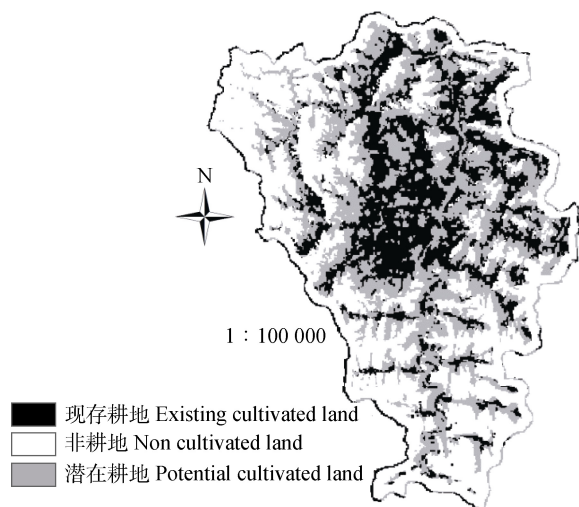 N
1：100 000
现存耕地 Existing cultivated land
非耕地 Non cultivated land
潜在耕地 Potential cultivated land